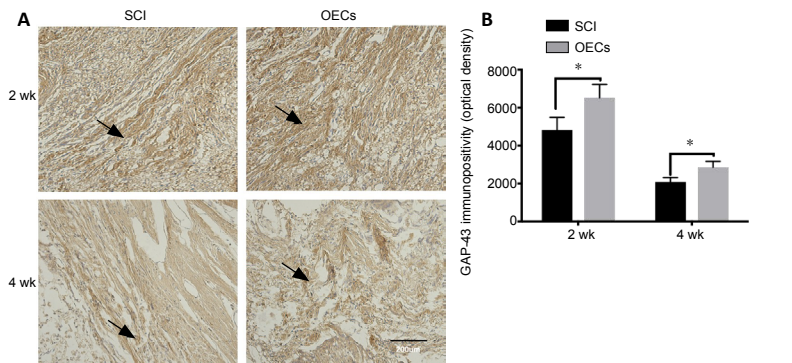 A
SCI
OECs
2 wk
4 wk
200um
B
SCI
OECs
GAP-43 immunopositivity (optical density)
8000
6000
4000
2000
0
*
*
2 wk
4 wk